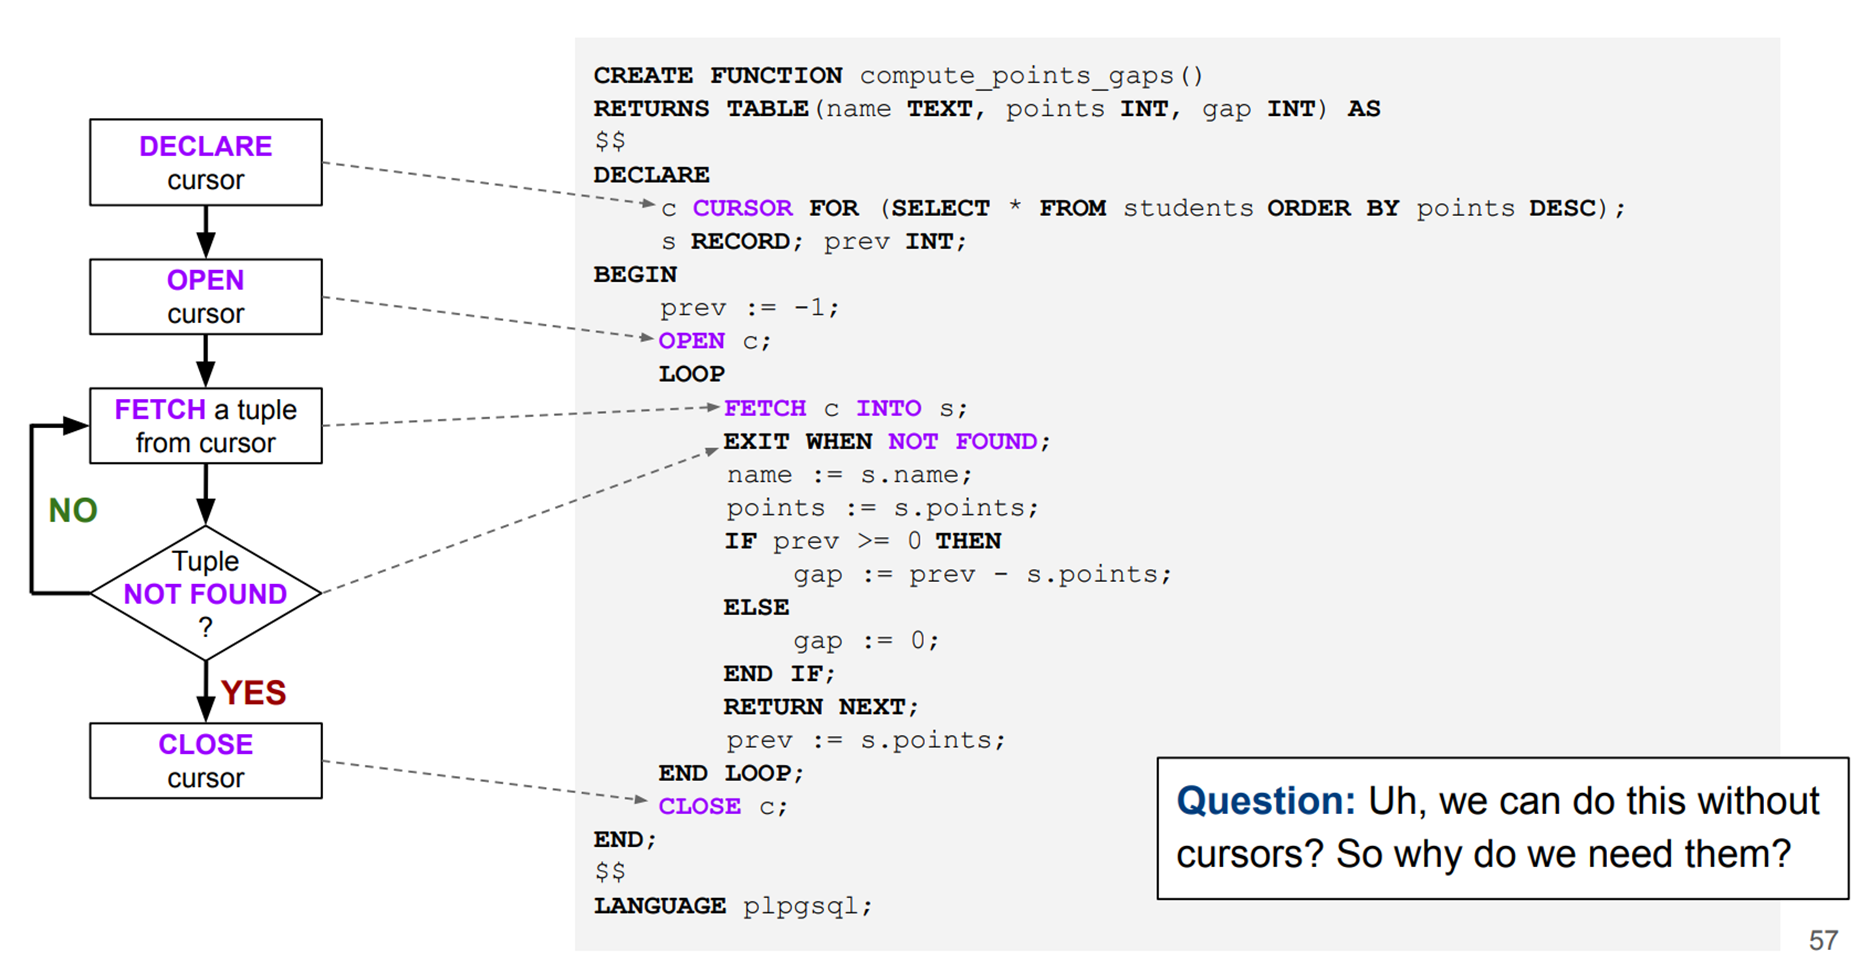 DECLARE
cursor
OPEN
cursor
FETCH a tuple
from cursor
NO
Tuple
NOT FOUND
?
YES
CLOSE
cursor
CREATE FUNCTION compute_points_gaps()
RETURNS TABLE(name TEXT, points INT, gap INT) AS
$$
DECLARE
c CURSOR FOR (SELECT * FROM students ORDER BY points DESC);
s RECORD; prev INT;
BEGIN
prev := -1;
OPEN c;
LOOP
FETCH c INTO s;
EXIT WHEN NOT FOUND;
name := s.name;
points := s.points;
IF prev >= 0 THEN
gap := prev - s.points;
ELSE
gap := 0;
END IF;
RETURN NEXT;
prev := s.points;
END LOOP;
CLOSE c;
END;
$$
LANGUAGE plpgsql;
Question: Uh, we can do this without
cursors? So why do we need them?
57